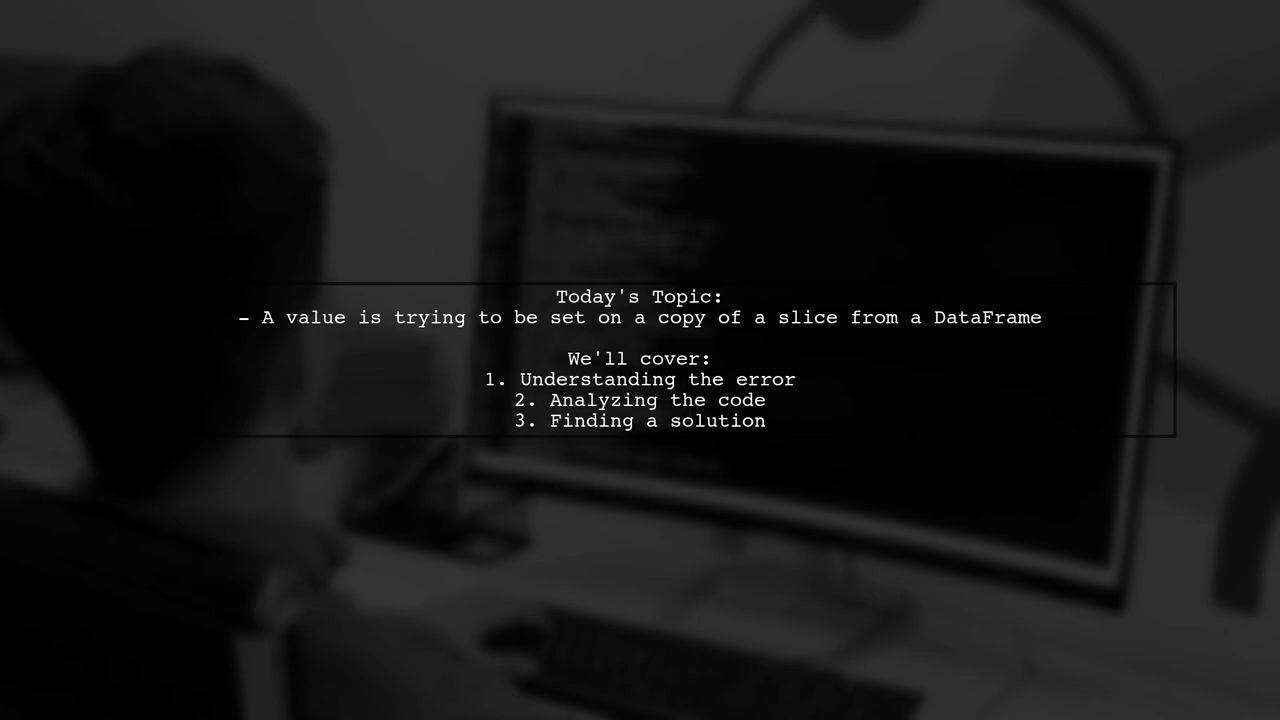 Today's Topic:
- A value is trying to be set on a copy of a slice from a DataFrame
We'll cover:
1. Understanding the error
2. Analyzing the code
3. Finding a solution